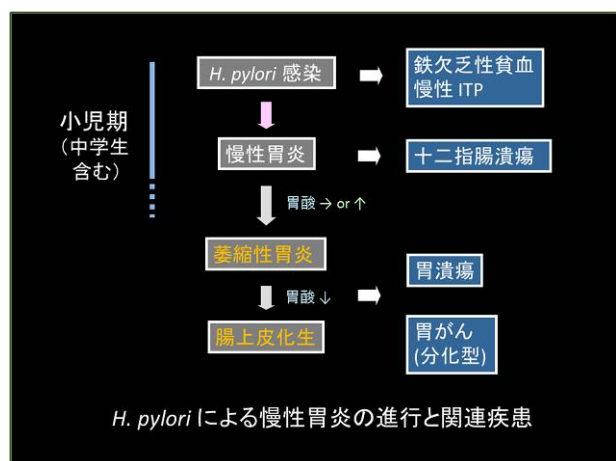 H. pylori 感染
鉄欠乏性貧血
慢性 ITP
小児期
（中学生
含む）
慢性胃炎
十二指腸潰瘍
胃酸 → or ↑
萎縮性胃炎
胃潰瘍
胃酸 ↓
腸上皮化生
胃がん
(分化型)
H. pylori による慢性胃炎の進行と関連疾患